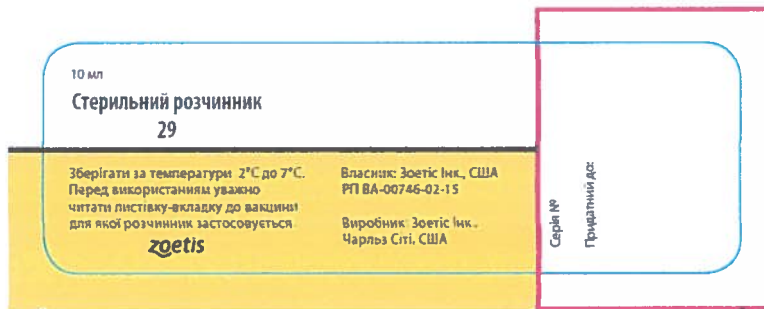 10 мл
Стерильний розчинник
29
Зберігати за температури 2°С до 7°С.
Перед використанням уважно
читати листівку-вкладку до вакцини
для якої розчинник застосовується
zoetis
Власник: Зоетіс Інк., США
РП ВА-00746-02-15
Виробник: Зоетіс Інк.,
Чарльз Сіті, США
Серія №
Придатний до: